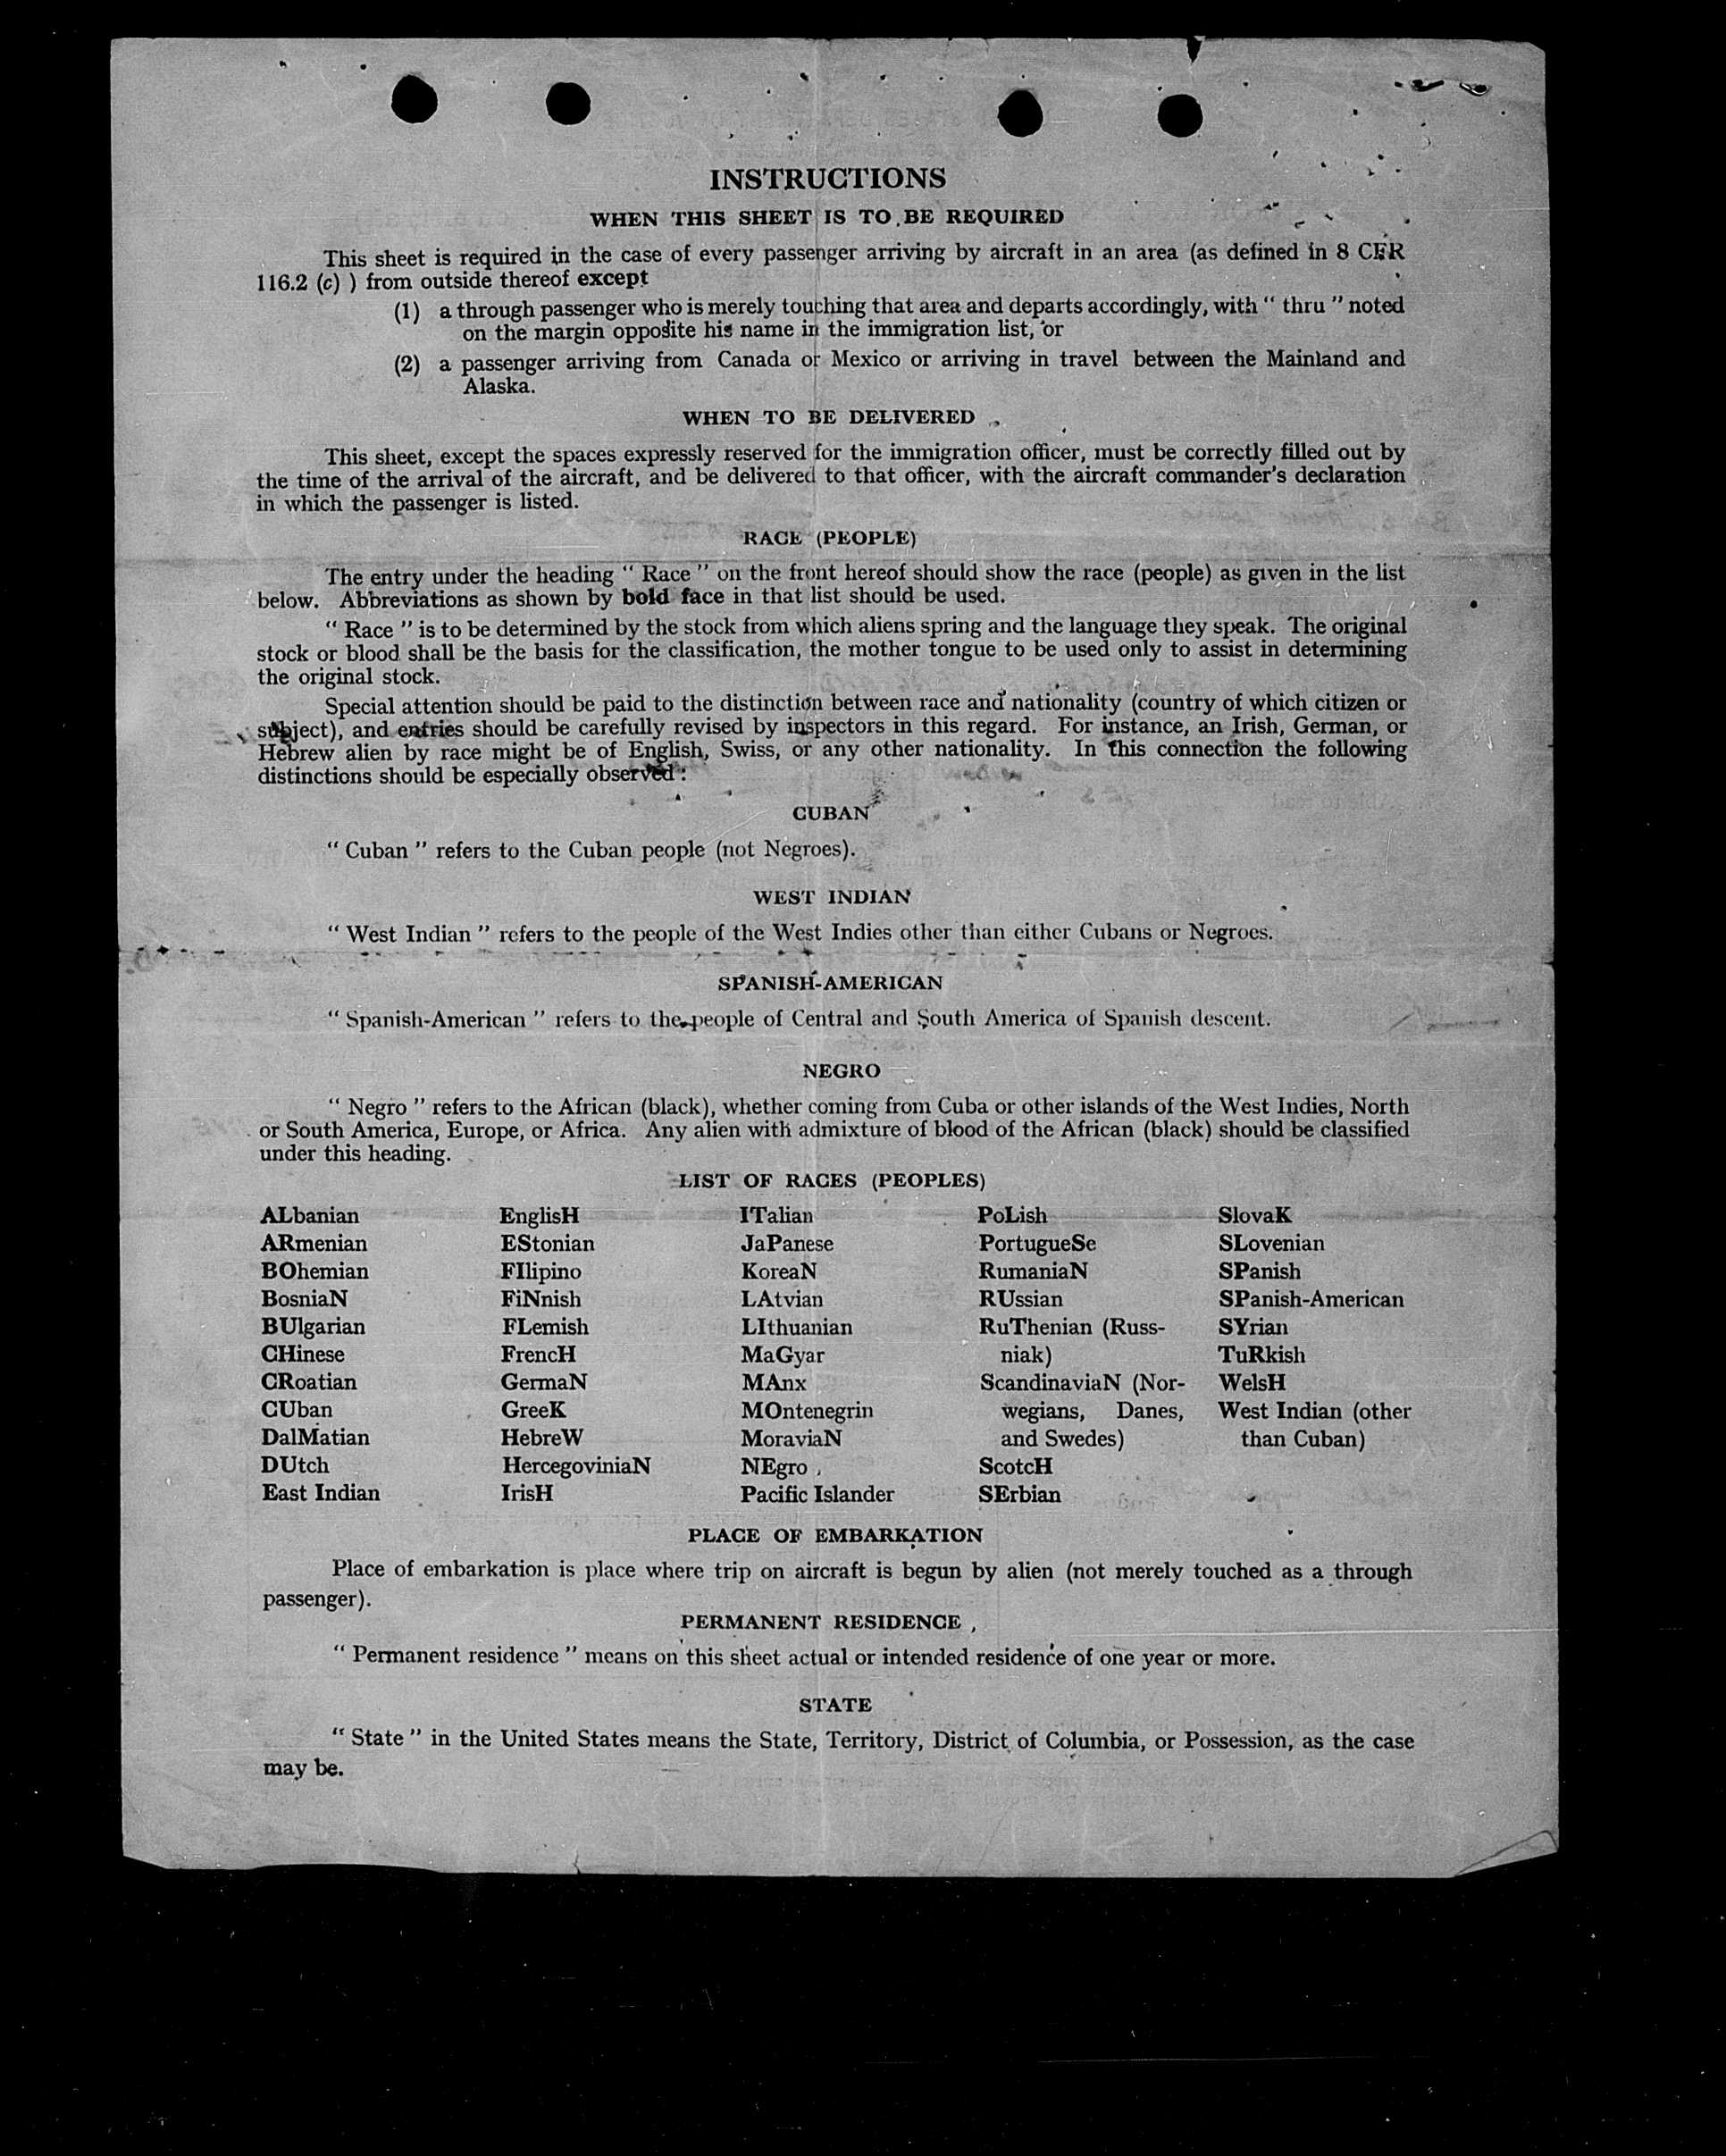 INSTRUCTIONS
WHEN THIS SHEET IS TO BE REQUIRED
This sheet is required in the case of every passenger arriving by aircraft in an area (as defined in 8 CFR
116.2 (c) ) from outside thereof except
(1) a through passenger who is merely touching that area and departs accordingly, with “ thru ” noted
on the margin opposite his name in the immigration list, or
(2) a passenger arriving from Canada or Mexico or arriving in travel between the Mainland and
Alaska.
WHEN TO BE DELIVERED
This sheet, except the spaces expressly reserved for the immigration officer, must be correctly filled out by
the time of the arrival of the aircraft, and be delivered to that officer, with the aircraft commander’s declaration
in which the passenger is listed.
RACE (PEOPLE)
The entry under the heading “ Race ” on the front hereof should show the race (people) as given in the list
below. Abbreviations as shown by bold face in that list should be used.
“ Race ” is to be determined by the stock from which aliens spring and the language they speak. The original
stock or blood shall be the basis for the classification, the mother tongue to be used only to assist in determining
the original stock.
Special attention should be paid to the distinction between race and nationality (country of which citizen or
subject), and entries should be carefully revised by inspectors in this regard. For instance, an Irish, German, or
Hebrew alien by race might be of English, Swiss, or any other nationality. In this connection the following
distinctions should be especially observed :
CUBAN
“ Cuban ” refers to the Cuban people (not Negroes).
WEST INDIAN
“ West Indian ” refers to the people of the West Indies other than either Cubans or Negroes.
SPANISH-AMERICAN
“ Spanish-American ” refers to the people of Central and South America of Spanish descent.
NEGRO
“ Negro ” refers to the African (black), whether coming from Cuba or other islands of the West Indies, North
or South America, Europe, or Africa. Any alien with admixture of blood of the African (black) should be classified
under this heading.
LIST OF RACES (PEOPLES)
ALbanian
ARmenian
BOhemian
BosniaN
BUlgarian
CHinese
CRoatian
CUban
DalMatian
DUtch
East Indian
EnglisH
EStonian
FIlipino
FiNnish
FLemish
FrencH
GermaN
GreeK
HebreW
HercegoviniaN
IrisH
ITalian
JaPanese
KoreaN
LAtvian
LIthuanian
MaGyar
MAnx
MOntenegrin
MoraviaN
NEgro
Pacific Islander
PoLish
PortugueSe
RumaniaN
RUssian
RuThenian (Russ-
niak)
ScandinaviaN (Nor-
wegians, Danes,
and Swedes)
ScotcH
SErbian
SlovaK
SLovenian
SPanish
SPanish-American
SYrian
TuRkish
WelsH
West Indian (other
than Cuban)
PLACE OF EMBARKATION
Place of embarkation is place where trip on aircraft is begun by alien (not merely touched as a through
passenger).
PERMANENT RESIDENCE
“ Permanent residence ” means on this sheet actual or intended residence of one year or more.
STATE
“ State ” in the United States means the State, Territory, District of Columbia, or Possession, as the case
may be.